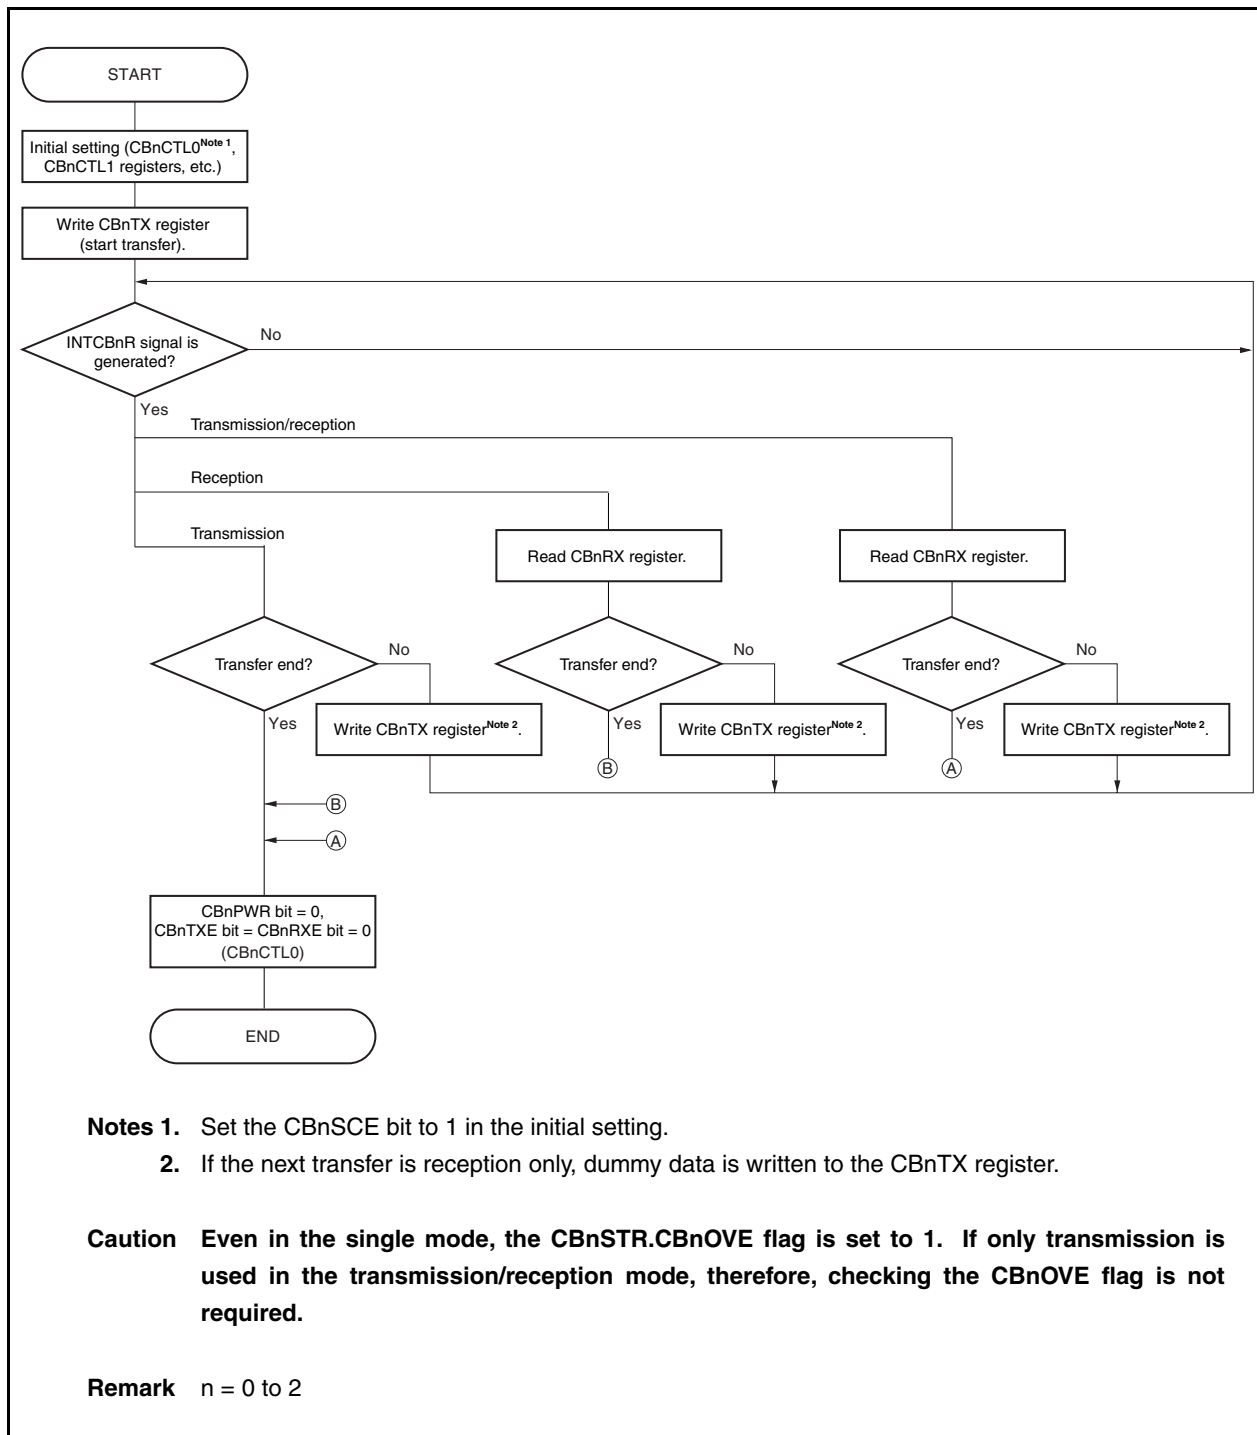 START
Initial setting (CBnCTL0Note 1,
CBnCTL1 registers, etc.)
Write CBnTX register
(start transfer).
INTCBnR signal is
generated?
No
Yes
Transmission/reception
Reception
Transmission
Read CBnRX register.
Read CBnRX register.
Transfer end?
No
Transfer end?
No
Transfer end?
No
Yes
Write CBnTX registerNote 2.
Yes
Write CBnTX registerNote 2.
Yes
Write CBnTX registerNote 2.
B
A
B
A
CBnPWR bit = 0,
CBnTXE bit = CBnRXE bit = 0
(CBnCTL0)
END
Notes 1. Set the CBnSCE bit to 1 in the initial setting.
2. If the next transfer is reception only, dummy data is written to the CBnTX register.
Caution Even in the single mode, the CBnSTR.CBnOVE flag is set to 1. If only transmission is
used in the transmission/reception mode, therefore, checking the CBnOVE flag is not
required.
Remark n = 0 to 2